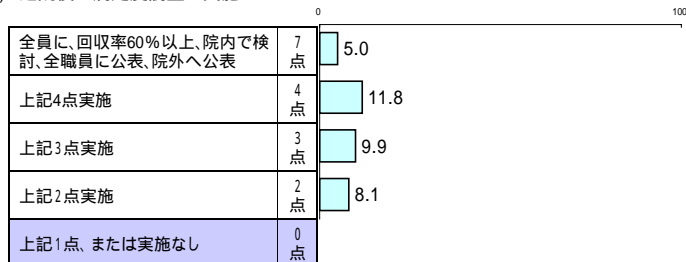 0
100
全員に、回収率60%以上、院内で検
討、全職員に公表、院外へ公表
7
点
5.0
上記4点実施
4
点
11.8
上記3点実施
3
点
9.9
上記2点実施
2
点
8.1
上記1点、または実施なし
0
点